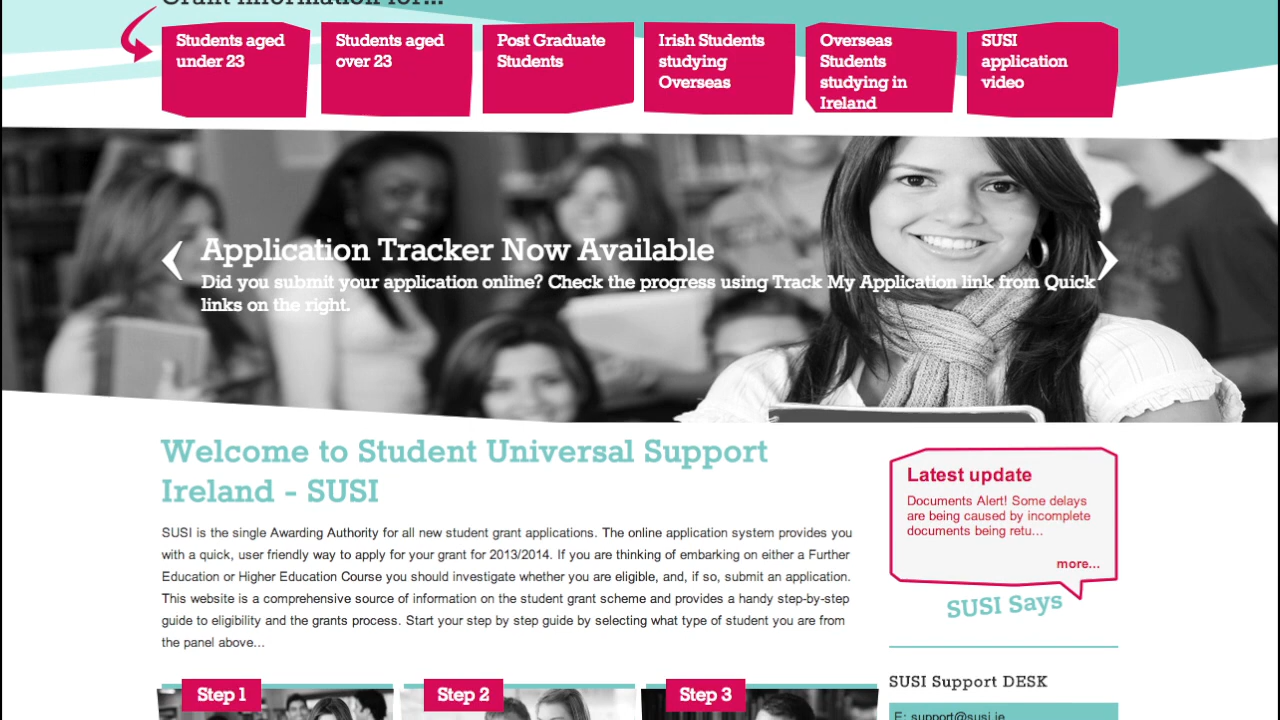 Grant information for...
Students aged
under 23
Students aged
over 23
Post Graduate
Students
Irish Students
studying
Overseas
Overseas
Students
studying in
Ireland
SUSI
application
video
Application Tracker Now Available
Did you submit your application online? Check the progress using Track My Application link from Quick
links on the right.
Welcome to Student Universal Support
Ireland - SUSI
SUSI is the single Awarding Authority for all new student grant applications. The online application system provides you
with a quick, user friendly way to apply for your grant for 2013/2014. If you are thinking of embarking on either a Further
Education or Higher Education Course you should investigate whether you are eligible, and, if so, submit an application.
This website is a comprehensive source of information on the student grant scheme and provides a handy step-by-step
guide to eligibility and the grants process. Start your step by step guide by selecting what type of student you are from
the panel above...
Latest update
Documents Alert! Some delays
are being caused by incomplete
documents being retu...
more...
SUSI Says
SUSI Support DESK
E: support@susi.ie
Step 1
Step 2
Step 3